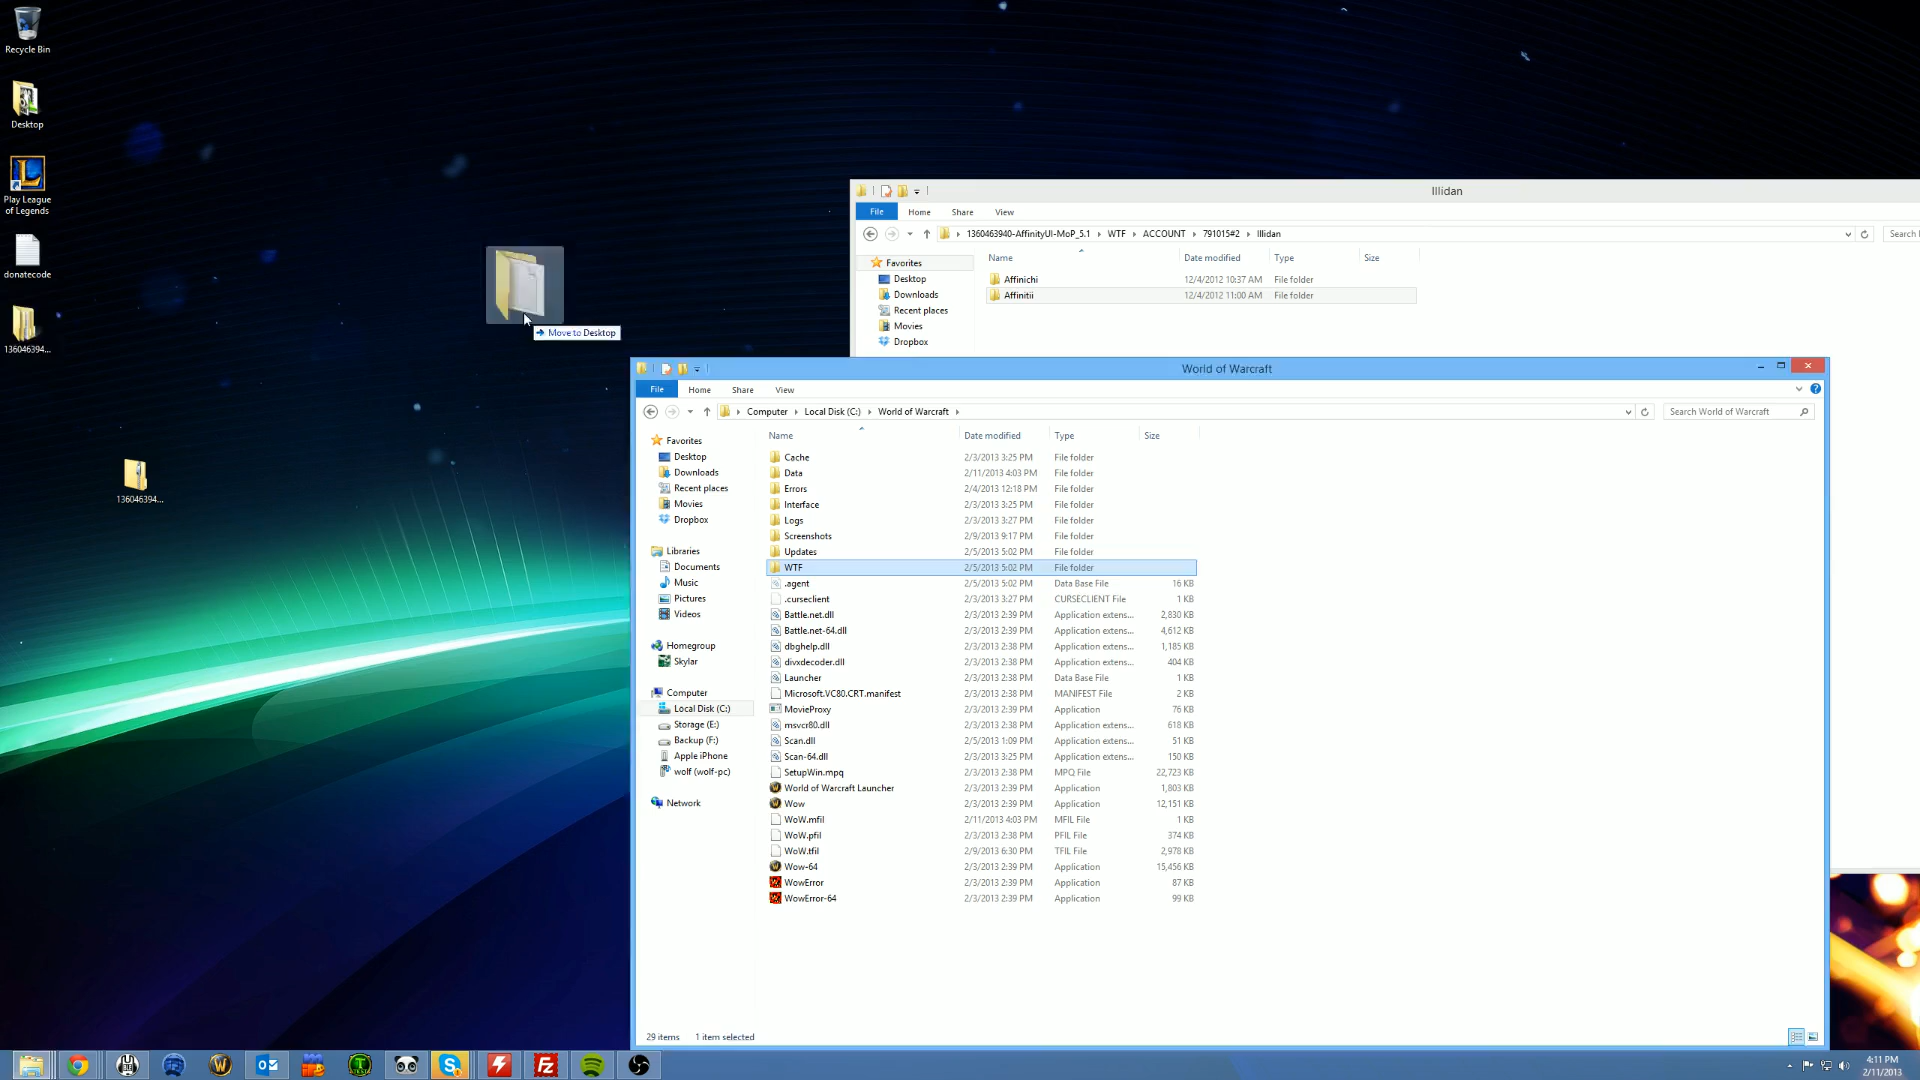 Recycle Bin
Desktop
Play League
of Legends
donatecode
136046394...
136046394...
Move to Desktop
Illidan
File Home Share View
1360463940-AffinityUI-MoP_5.1 WTF ACCOUNT 791015#2 Illidan Search
Name Date modified Type Size
Favorites
Desktop
Downloads
Recent places
Movies
Dropbox
Affinichi 12/4/2012 10:37 AM File folder
Affinitii 12/4/2012 11:00 AM File folder
World of Warcraft
File Home Share View
Computer Local Disk (C:) World of Warcraft Search World of Warcraft
Favorites
Desktop
Downloads
Recent places
Movies
Dropbox
Libraries
Documents
Music
Pictures
Videos
Homegroup
Skylar
Computer
Local Disk (C:)
Storage (E:)
Backup (F:)
Apple iPhone
wolf (wolf-pc)
Network
Name Date modified Type Size
Cache 2/3/2013 3:25 PM File folder
Data 2/11/2013 4:03 PM File folder
Errors 2/4/2013 12:18 PM File folder
Interface 2/3/2013 3:25 PM File folder
Logs 2/3/2013 3:27 PM File folder
Screenshots 2/9/2013 9:17 PM File folder
Updates 2/5/2013 5:02 PM File folder
WTF 2/5/2013 5:02 PM File folder
.agent 2/5/2013 5:02 PM Data Base File 16 KB
.curseclient 2/3/2013 3:27 PM CURSECLIENT File 1 KB
Battle.net.dll 2/3/2013 2:39 PM Application extens... 2,830 KB
Battle.net-64.dll 2/3/2013 2:39 PM Application extens... 4,612 KB
dbghelp.dll 2/3/2013 2:39 PM Application extens... 1,185 KB
divxdecoder.dll 2/3/2013 2:38 PM Application extens... 404 KB
Launcher 2/3/2013 2:38 PM Data Base File 1 KB
Microsoft.VC80.CRT.manifest 2/3/2013 2:38 PM MANIFEST File 2 KB
MovieProxy 2/3/2013 2:39 PM Application 76 KB
msvcr80.dll 2/3/2013 2:38 PM Application extens... 618 KB
Scan.dll 2/5/2013 1:09 PM Application extens... 51 KB
Scan-64.dll 2/3/2013 3:25 PM Application extens... 150 KB
SetupWin.mpq 2/3/2013 2:38 PM MPQ File 22,723 KB
World of Warcraft Launcher 2/3/2013 2:39 PM Application 1,803 KB
Wow 2/3/2013 2:39 PM Application 12,151 KB
WoW.mfil 2/11/2013 4:03 PM MFIL File 1 KB
WoW.pfil 2/3/2013 2:38 PM PFIL File 374 KB
WoW.tfil 2/9/2013 6:30 PM TFIL File 2,978 KB
Wow-64 2/3/2013 2:39 PM Application 15,456 KB
WowError 2/3/2013 2:39 PM Application 87 KB
WowError-64 2/3/2013 2:39 PM Application 99 KB
29 items 1 item selected
4:11 PM
2/11/2013